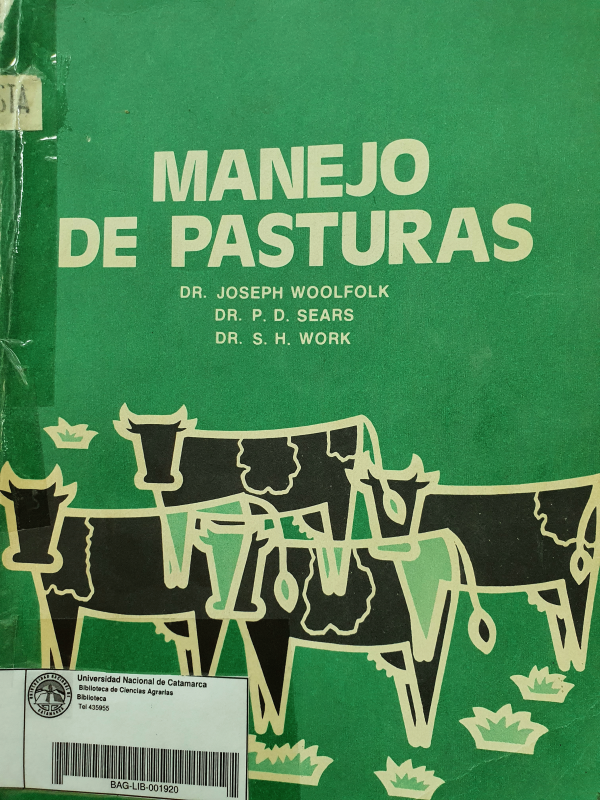 STA
MANEJO
DE PASTURAS
DR. JOSEPH WOOLFOLK
DR. P. D. SEARS
DR. S. H. WORK
Universidad Nacional de Catamarca
Biblioteca de Ciencias Agrarias
Biblioteca
Tel 435955
BAG-LIB-001920